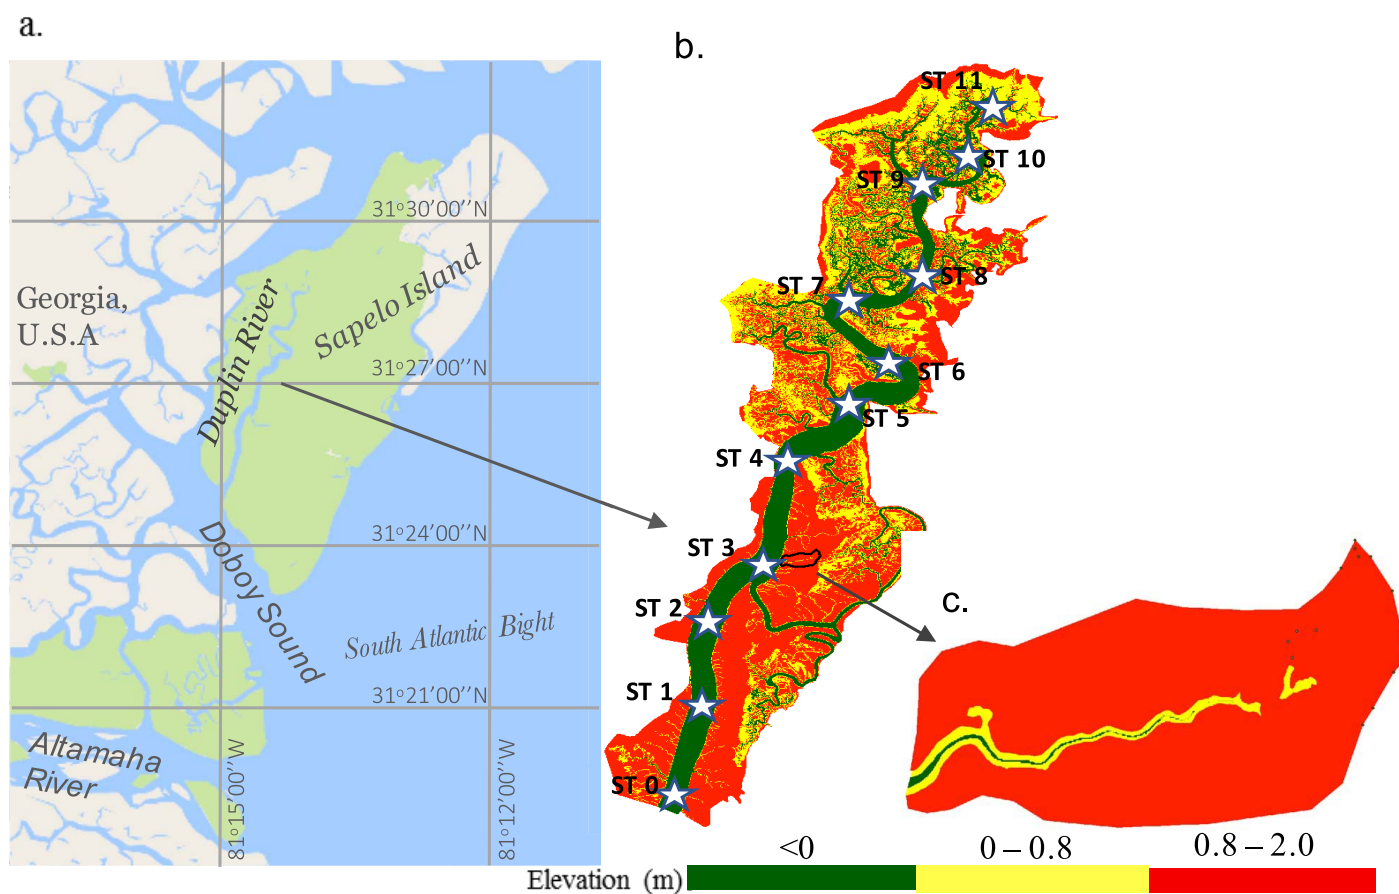 a.
31°30'00''N
Georgia,
U.S.A
Duplin River
Sapelo Island
31°27'00''N
31°24'00''N
Doboy Sound
South Atlantic Bight
31°21'00''N
Altamaha
River
81°15'00''W
81°12'00''W
b.
ST 11
ST 10
ST 9
ST 8
ST 7
ST 6
ST 5
ST 4
ST 3
ST 2
ST 1
ST 0
c.
<0
0 – 0.8
0.8 – 2.0
Elevation (m)